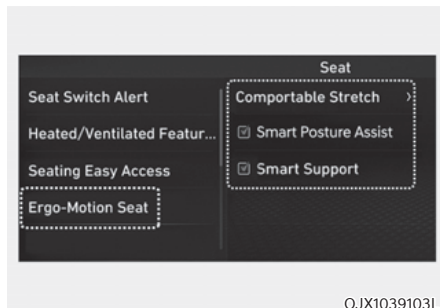 Seat
Seat Switch Alert
Heated/Ventilated Featur...
Seating Easy Access
Ergo-Motion Seat
Comportable Stretch >
Smart Posture Assist
Smart Support
OJX1039103L